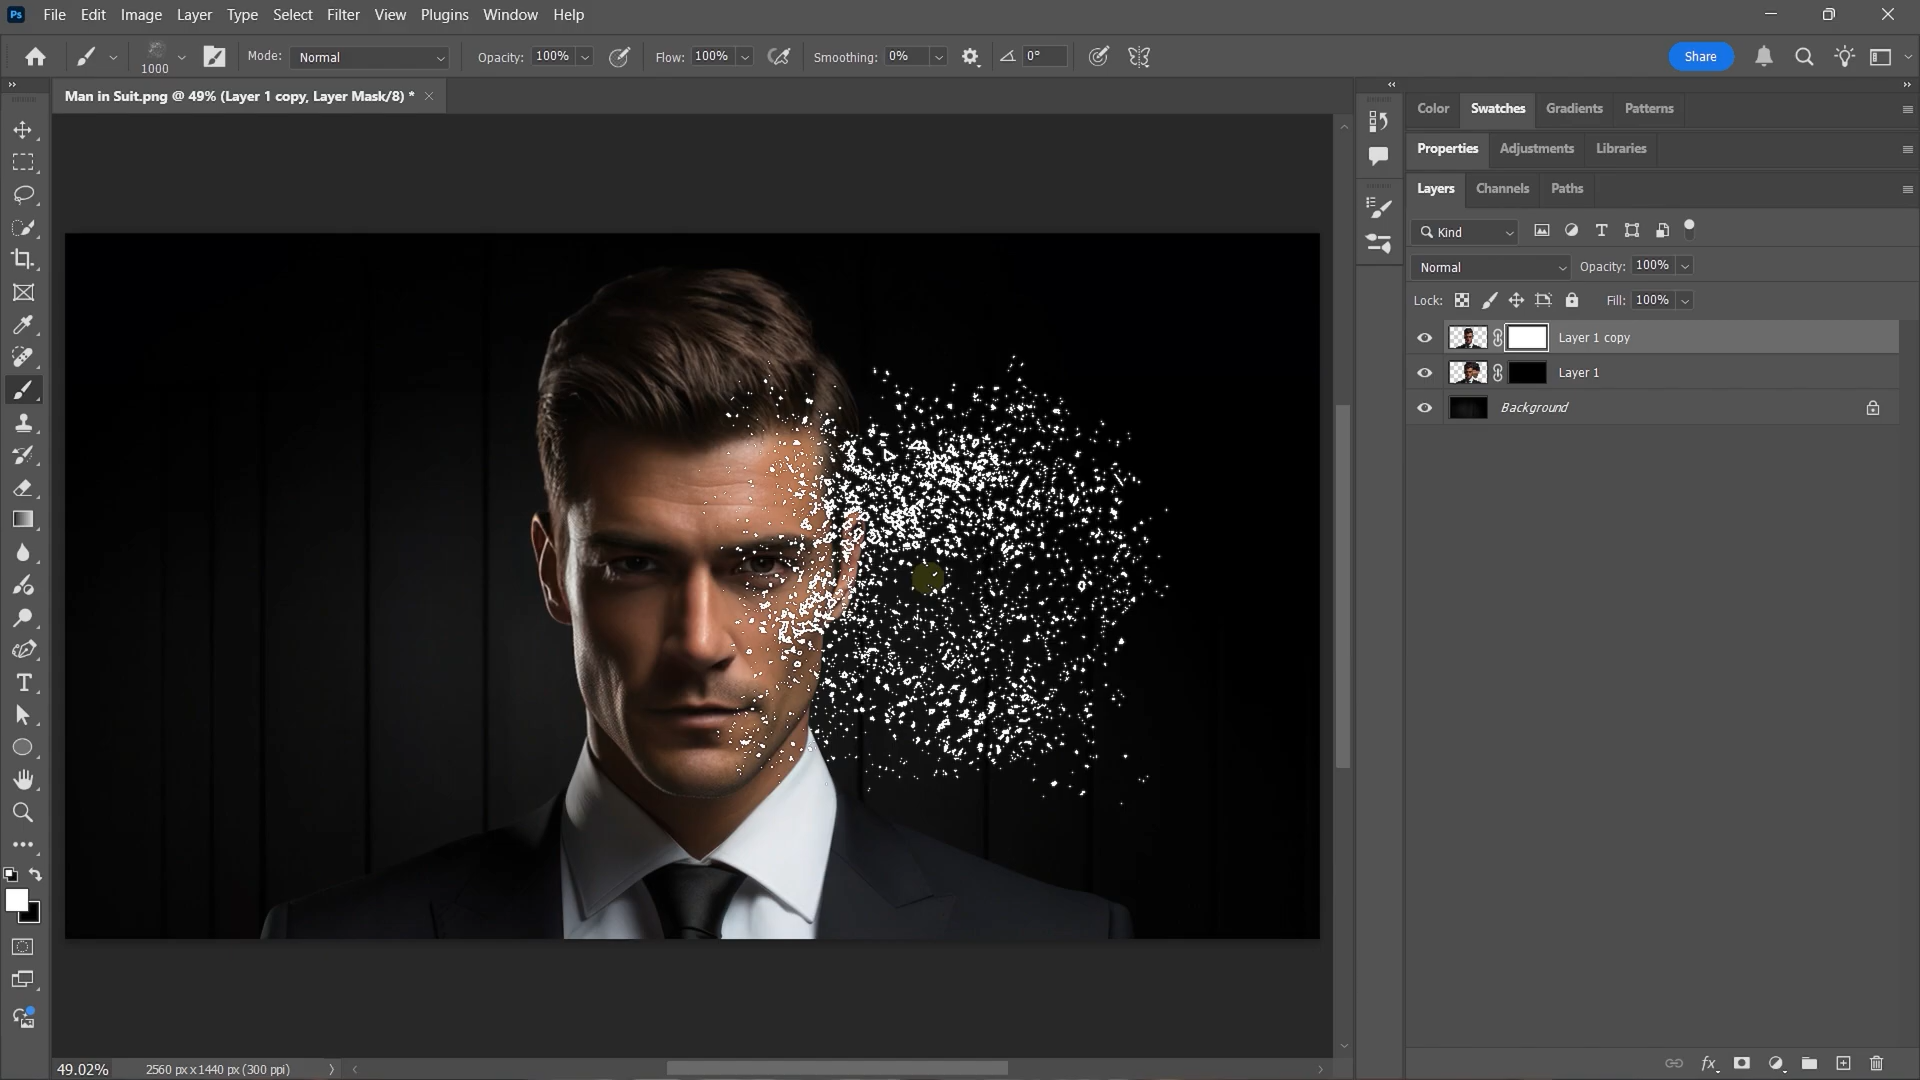 Ps File Edit Image Layer Type Select Filter View Plugins Window Help
1000 Mode: Normal Opacity: 100% Flow: 100% Smoothing: 0% 0° Share
Man in Suit.png @ 49% (Layer 1 copy, Layer Mask/8) *
Color Swatches Gradients Patterns
Properties Adjustments Libraries
Layers Channels Paths
Kind
Normal Opacity: 100%
Lock: Fill: 100%
Layer 1 copy
Layer 1
Background
fx
49.02% 2560 px x 1440 px (300 ppi)